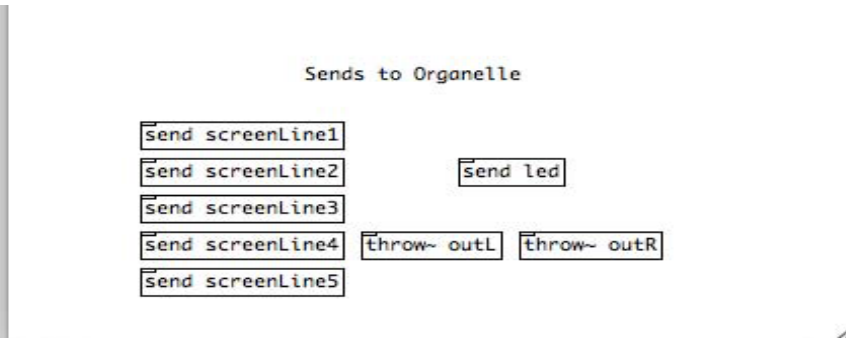 Sends to Organelle
send screenLine1
send screenLine2
send led
send screenLine3
send screenLine4
throw~ outL
throw~ outR
send screenLine5